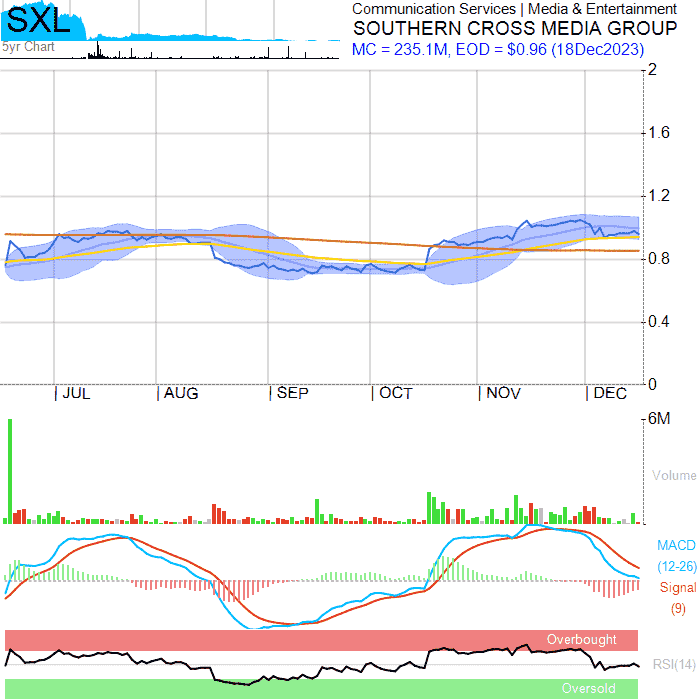 SXL
5yr Chart
Communication Services | Media & Entertainment
SOUTHERN CROSS MEDIA GROUP
MC = 235.1M, EOD = $0.96 (18Dec2023)
2
1.6
1.2
0.8
0.4
0
| JUL | AUG | SEP | OCT | NOV | DEC
6M
Volume
MACD
(12-26)
Signal
(9)
Overbought
RSI(14)
Oversold